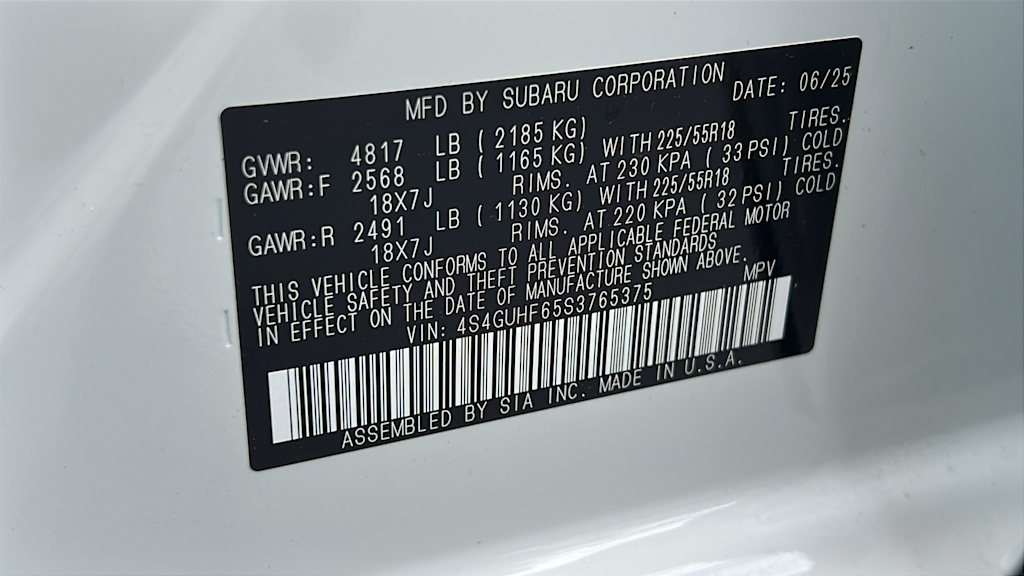 MFD BY SUBARU CORPORATION DATE: 06/25
GVWR: 4817 LB ( 2185 KG)
GAWR:F 2568 LB ( 1165 KG) WITH 225/55R18 TIRES.
18X7J RIMS. AT 230 KPA ( 33 PSI) COLD
GAWR:R 2491 LB ( 1130 KG) WITH 225/55R18 TIRES.
18X7J RIMS. AT 220 KPA ( 32 PSI) COLD
THIS VEHICLE CONFORMS TO ALL APPLICABLE FEDERAL MOTOR
VEHICLE SAFETY AND THEFT PREVENTION STANDARDS
IN EFFECT ON THE DATE OF MANUFACTURE SHOWN ABOVE.
VIN: 4S4GUHF65S3765375 MPV
ASSEMBLED BY SIA INC. MADE IN U.S.A.